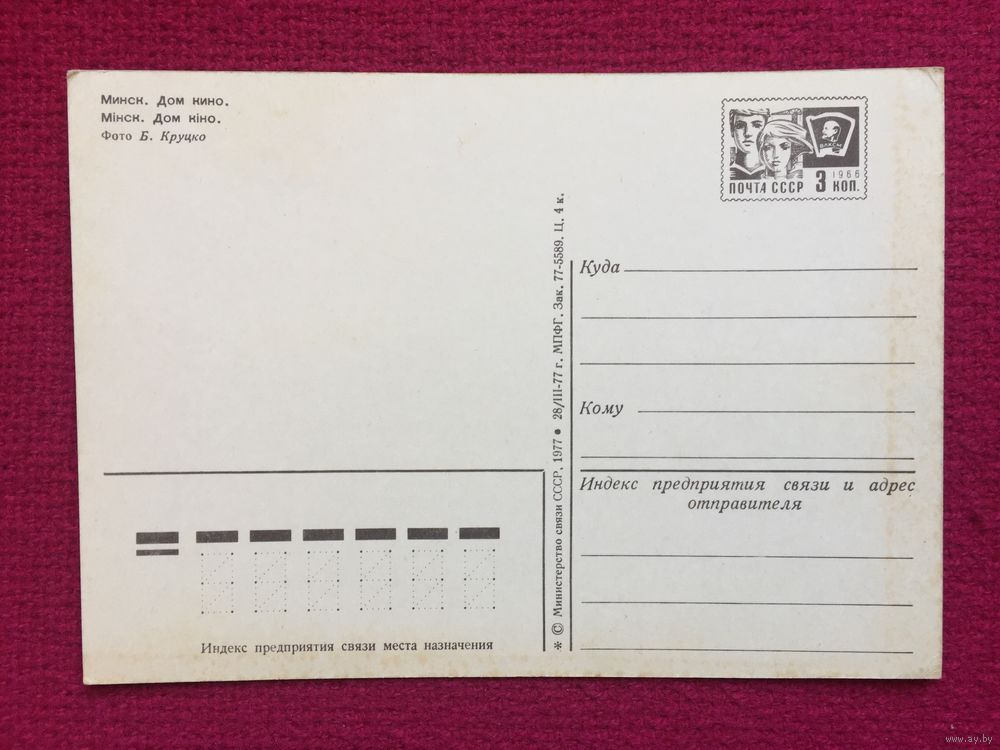 Минск. Дом кино.
Мінск. Дом кіно.
Фото Б. Круцко
ВЛКСМ
1966
ПОЧТА СССР 3 КОП.
Куда
Кому
Индекс предприятия связи и адрес
отправителя
* © Министерство связи СССР, 1977 ● 28/III-77 г. МПФГ. Зак. 77-5589. Ц. 4 к.
Индекс предприятия связи места назначения
www.ay.by